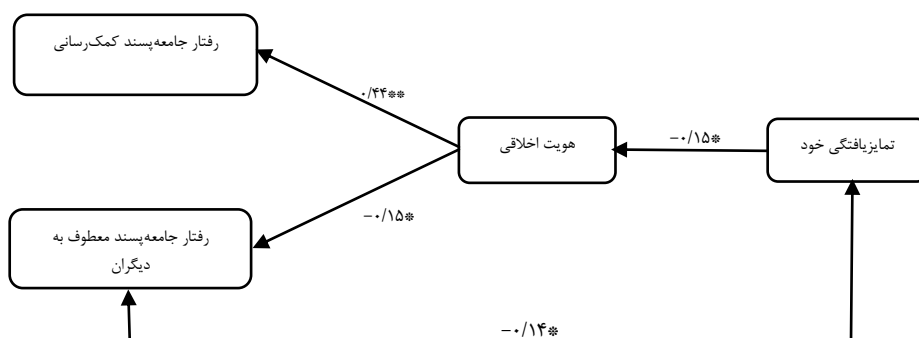 رفتار جامعه‌پسند کمک‌رسانی
۰/۴۴**
هویت اخلاقی
-۰/۱۵*
تمایزیافتگی خود
-۰/۱۵*
رفتار جامعه‌پسند معطوف به
دیگران
-۰/۱۴*